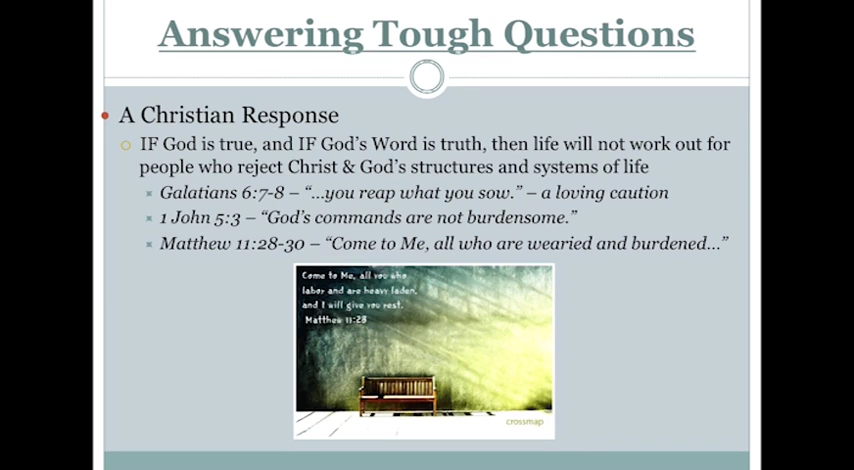 Answering Tough Questions
A Christian Response
IF God is true, and IF God's Word is truth, then life will not work out for
people who reject Christ & God's structures and systems of life
Galatians 6:7-8 – "...you reap what you sow." – a loving caution
1 John 5:3 – "God's commands are not burdensome."
Matthew 11:28-30 – "Come to Me, all who are wearied and burdened..."
Come to Me, all you who
labor and are heavy laden,
and I will give you rest.
Matthew 11:28
crossmap